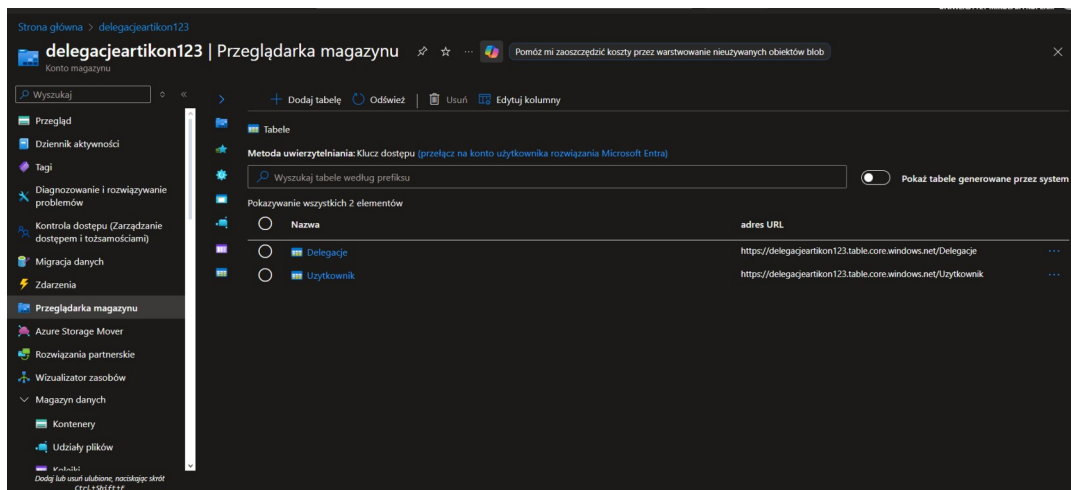 Strona główna > delegacjeartikon123
delegacjeartikon123 | Przeglądarka magazynu
Pomóż mi zaoszczędzić koszty przez warstwowanie nieużywanych obiektów blob
Konto magazynu
Wyszukaj
Przegląd
Dziennik aktywności
Tagi
Diagnozowanie i rozwiązywanie
problemów
Kontrola dostępu (Zarządzanie
dostępem i tożsamościami)
Migracja danych
Zdarzenia
Przeglądarka magazynu
Azure Storage Mover
Rozwiązania partnerskie
Wizualizator zasobów
Magazyn danych
Kontenery
Udziały plików
Kolejki
Dodaj lub usuń ulubione, naciskając skrót
Ctrl+Shift+F
Dodaj tabelę Odśwież Usuń Edytuj kolumny
Tabele
Metoda uwierzytelniania: Klucz dostępu (przełącz na konto użytkownika rozwiązania Microsoft Entra)
Wyszukaj tabele według prefiksu
Pokaż tabele generowane przez system
Pokazywanie wszystkich 2 elementów
Nazwa adres URL
Delegacje https://delegacjeartikon123.table.core.windows.net/Delegacje
Uzytkownik https://delegacjeartikon123.table.core.windows.net/Uzytkownik